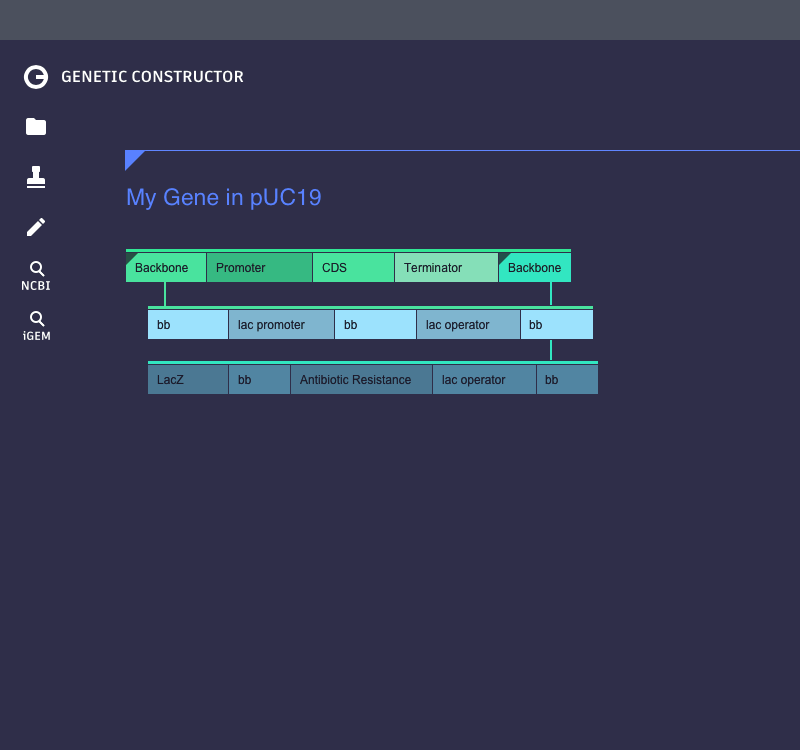 GENETIC CONSTRUCTOR
My Gene in pUC19
Backbone Promoter CDS Terminator Backbone
NCBI
bb lac promoter bb lac operator bb
iGEM
LacZ bb Antibiotic Resistance lac operator bb